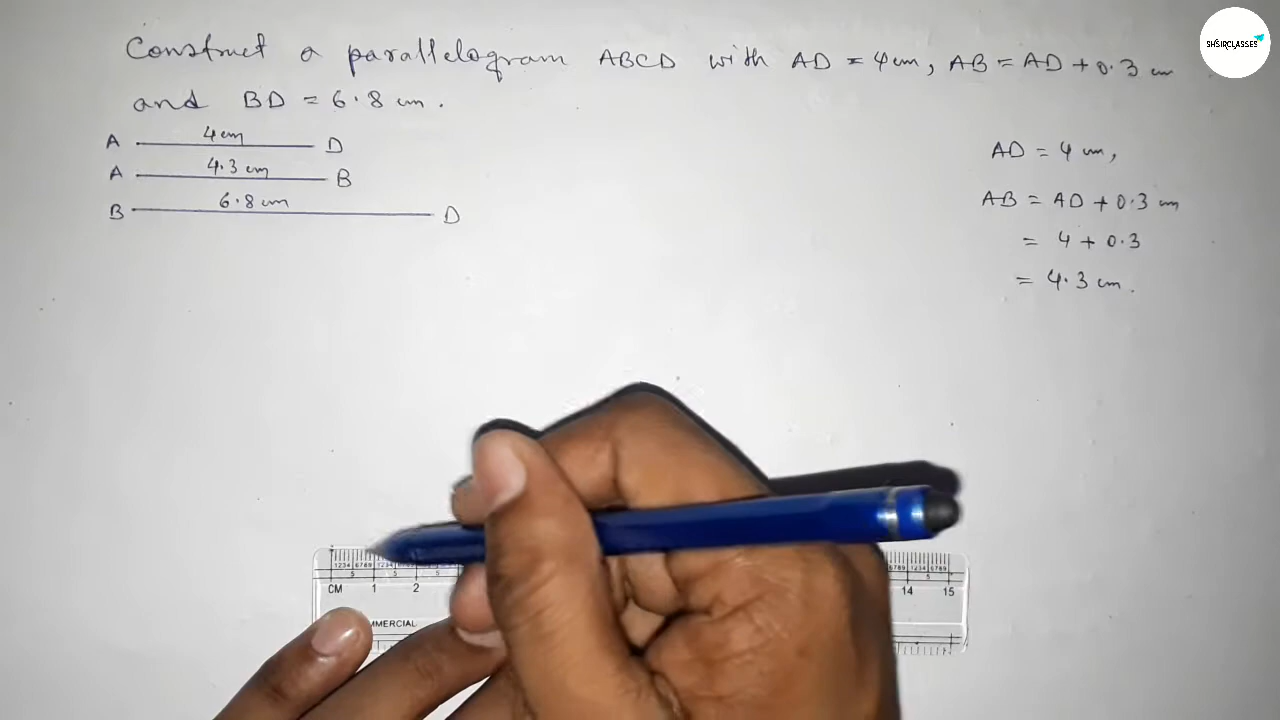 Construct a parallelogram ABCD with AD = 4 cm, AB = AD + 0.3 cm
and BD = 6.8 cm.
A 4 cm D
A 4.3 cm B
B 6.8 cm D
AD = 4 cm,
AB = AD + 0.3 cm
= 4 + 0.3
= 4.3 cm.
SHSIRCLASSES
CM 1 2 14 15
MMERCIAL